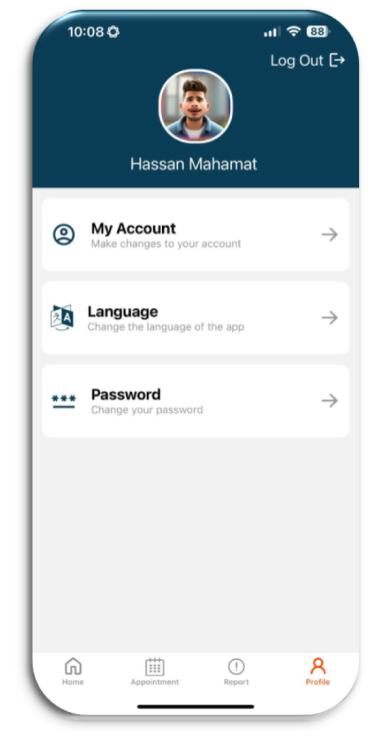 10:08
88
Log Out
Hassan Mahamat
My Account
Make changes to your account
Language
Change the language of the app
Password
Change your password
Home Appointment Report Profile